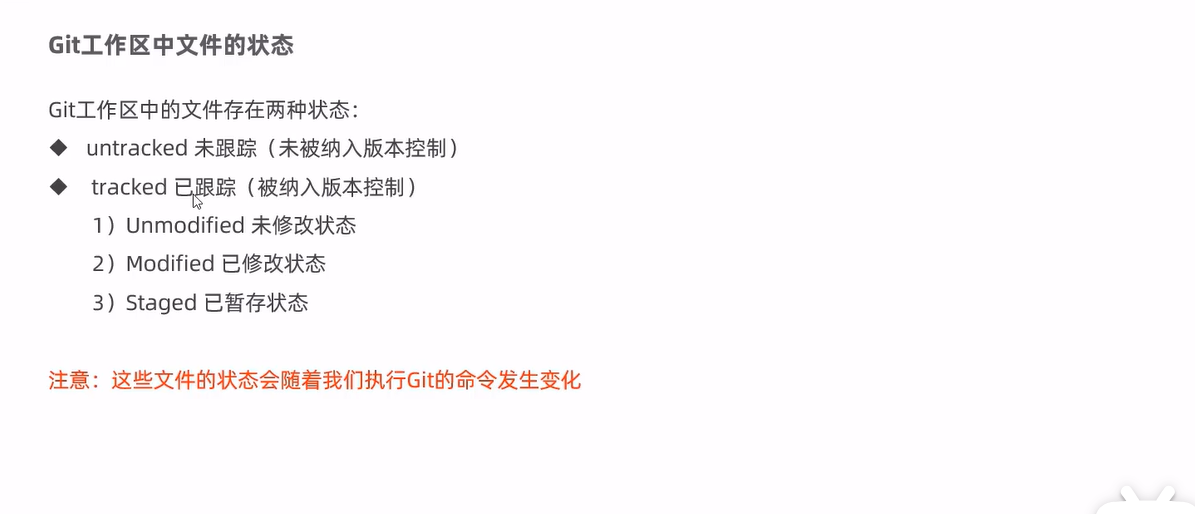 Git工作区中文件的状态
Git工作区中的文件存在两种状态：
◆ untracked 未跟踪（未被纳入版本控制）
◆ tracked 已跟踪（被纳入版本控制）
1）Unmodified 未修改状态
2）Modified 已修改状态
3）Staged 已暂存状态
注意：这些文件的状态会随着我们执行Git的命令发生变化